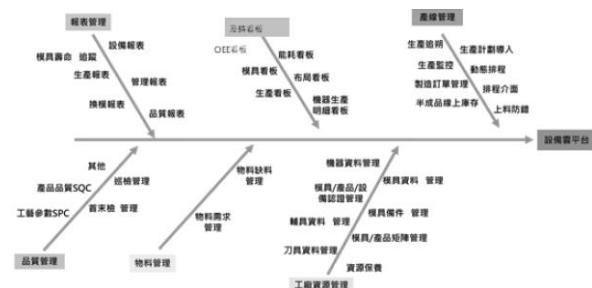 報表管理
設備報表
模具壽命 追蹤
生產報表
管理報表
換模報表
品質報表
及時看板
OEE看板
能耗看板
模具看板
布局看板
生產看板
機器生產
明細看板
產線管理
生產追朔
生產計劃導入
生產監控
動態排程
製造訂單管理
排程介面
半成品線上庫存
上料防錯
設備雲平台
其他
產品品質SQC
巡檢管理
工藝參數SPC
首末檢 管理
品質管理
物料缺料
管理
物料需求
管理
物料管理
機器資料管理
模具資料 管理
模具/產品/設
備認證管理
模具備件 管理
輔具資料 管理
模具/產品矩陣管理
刀具資料管理
資源保養
工廠資源管理